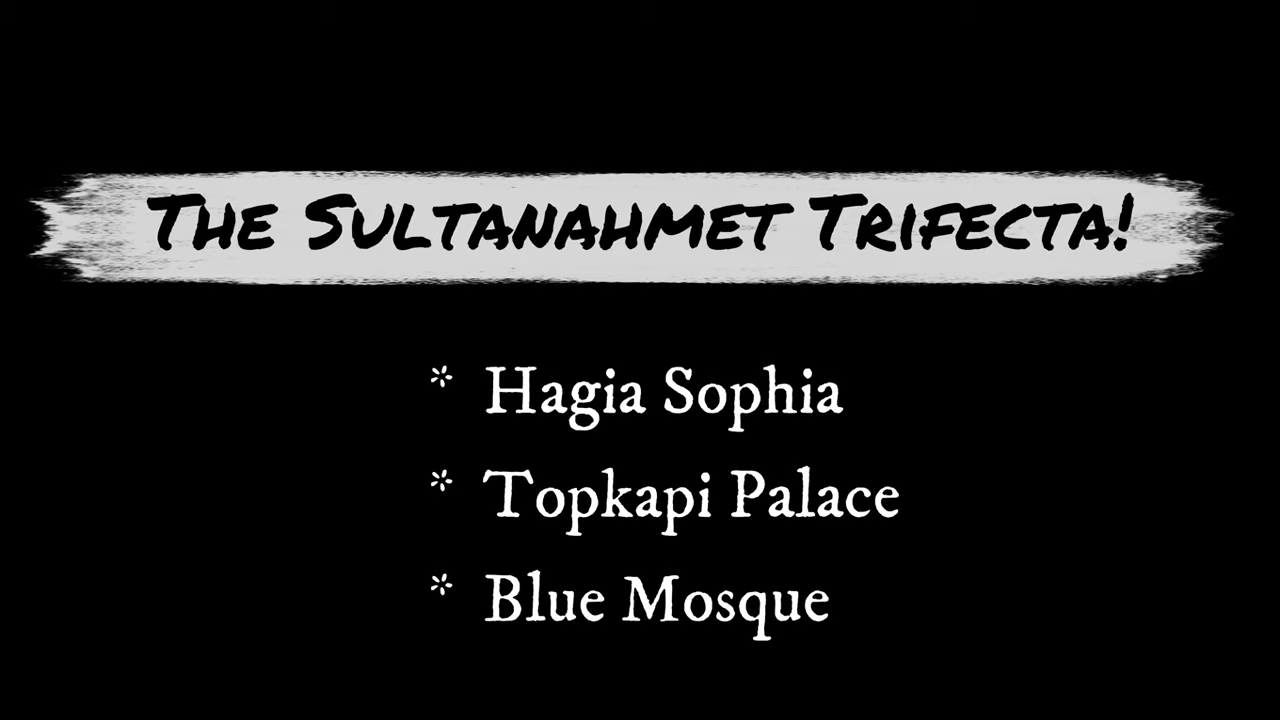 The Sultanahmet Trifecta!
* Hagia Sophia
* Topkapi Palace
* Blue Mosque